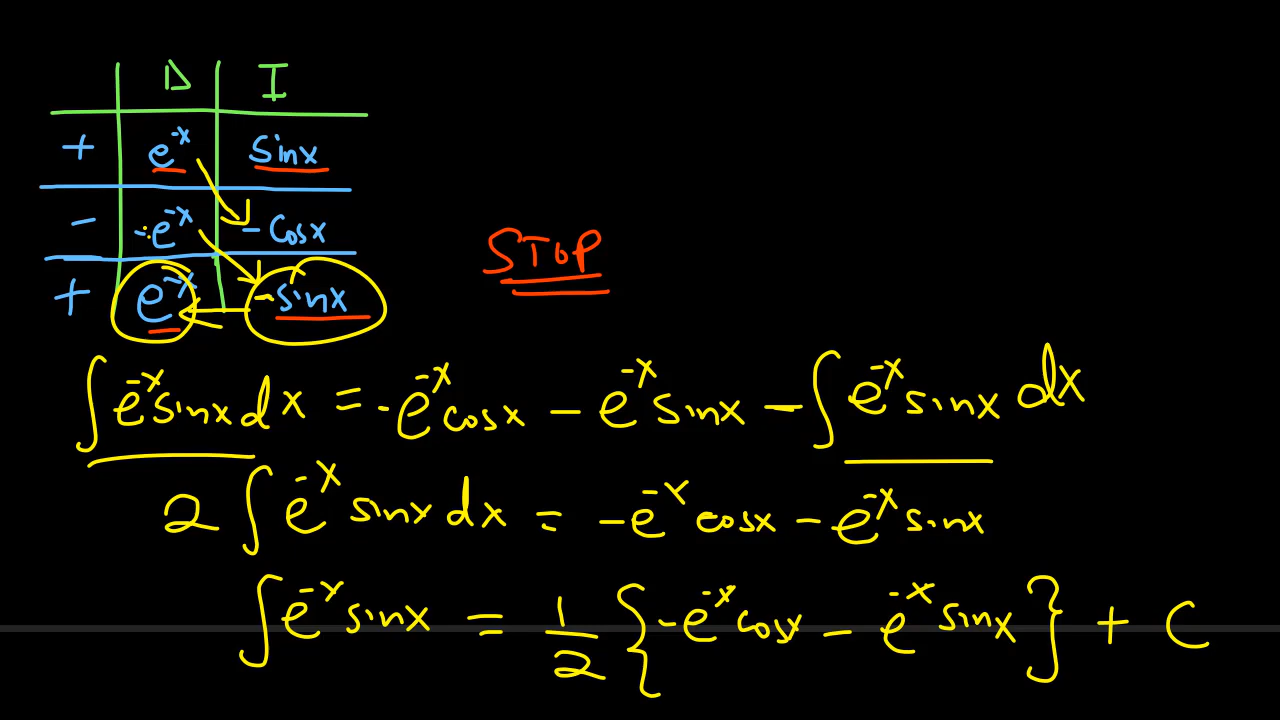 D I
+ e^-x sinx
- -e^-x - cosx
+ e^-x - sinx
STOP
∫ e^-x sinx dx = -e^-x cosx - e^-x sinx - ∫ e^-x sinx dx
2 ∫ e^-x sinx dx = -e^-x cosx - e^-x sinx
∫ e^-x sinx = 1/2 { -e^-x cosx - e^-x sinx } + C